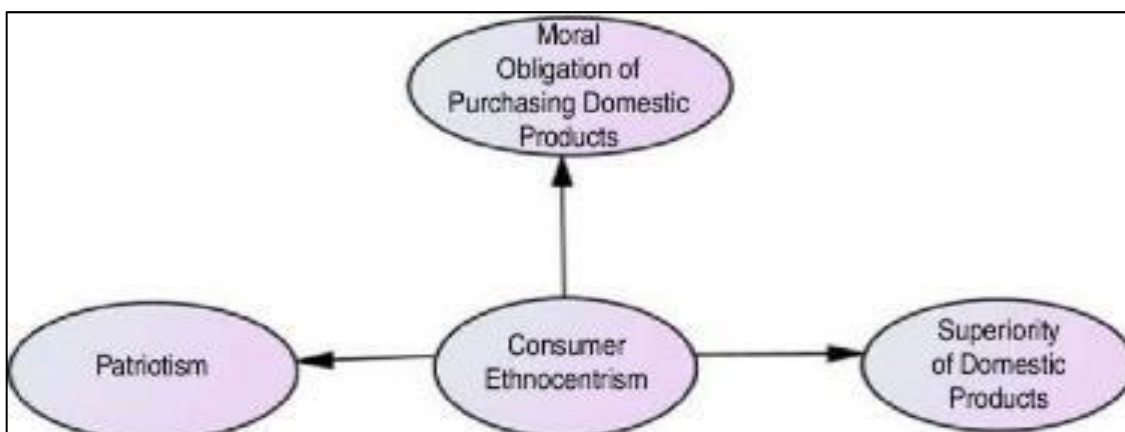 Moral
Obligation of
Purchasing Domestic
Products
Patriotism
Consumer
Ethnocentrism
Superiority
of Domestic
Products